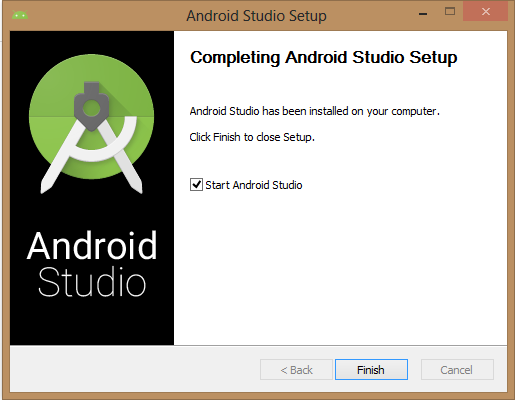 Android Studio Setup
Completing Android Studio Setup
Android Studio has been installed on your computer.
Click Finish to close Setup.
Start Android Studio
Android
Studio
< Back
Finish
Cancel